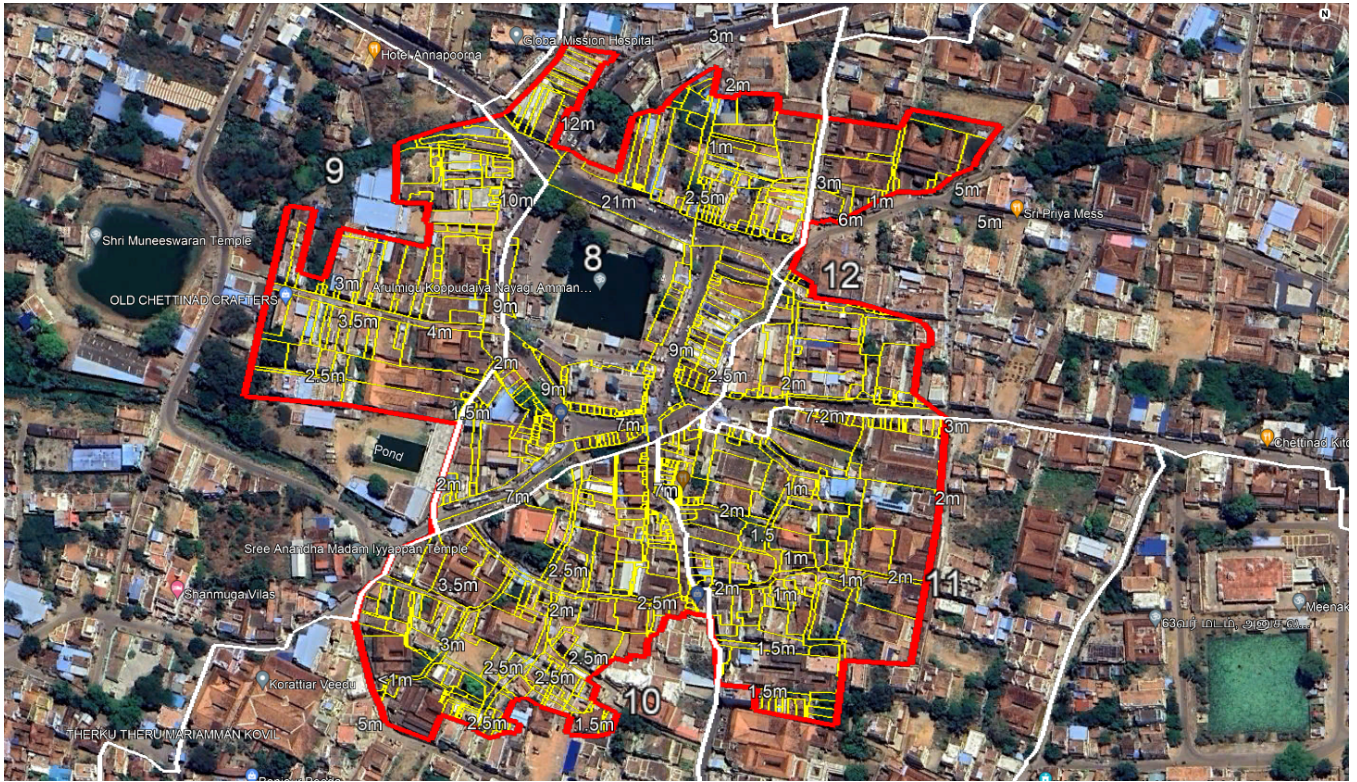 N
Global Mission Hospital
3m
Hotel Annapoorna
2m
12m
9
1m
3m
5m
10m
21m
2.5m
1m
6m
5m
Sri Priya Mess
Shri Muneeswaran Temple
8
12
3m
Arulmigu Koppudaiya Nayagi Amman...
OLD CHETTINAD CRAFTERS
9m
3.5m
4m
2m
9m
2.5m
2.5m
2m
9m
1.5m
7m
7.2m
3m
Chettinad Kitc
Pond
2m
7m
7m
1m
2m
2m
1.5
Sree Anandha Madam Iyyappan Temple
3.5m
2.5m
1m
1m
2m
11
2m
1m
Shanmuga Vilas
2m
2.5m
Meenak
3m
1.5m
2.5m
2.5m
2.5m
<1m
Korattiar Veedu
10
1.5m
5m
2.5m
1.5m
THERKU THERU MARIAMMAN KOVIL